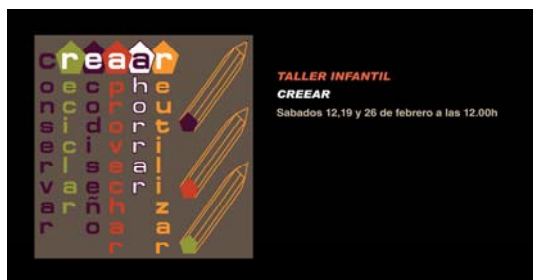 conservar
reciclar
ecodiseño
aprovechar
ahorrar
reutilizar
TALLER INFANTIL
CREEAR
Sabados 12,19 y 26 de febrero a las 12.00h